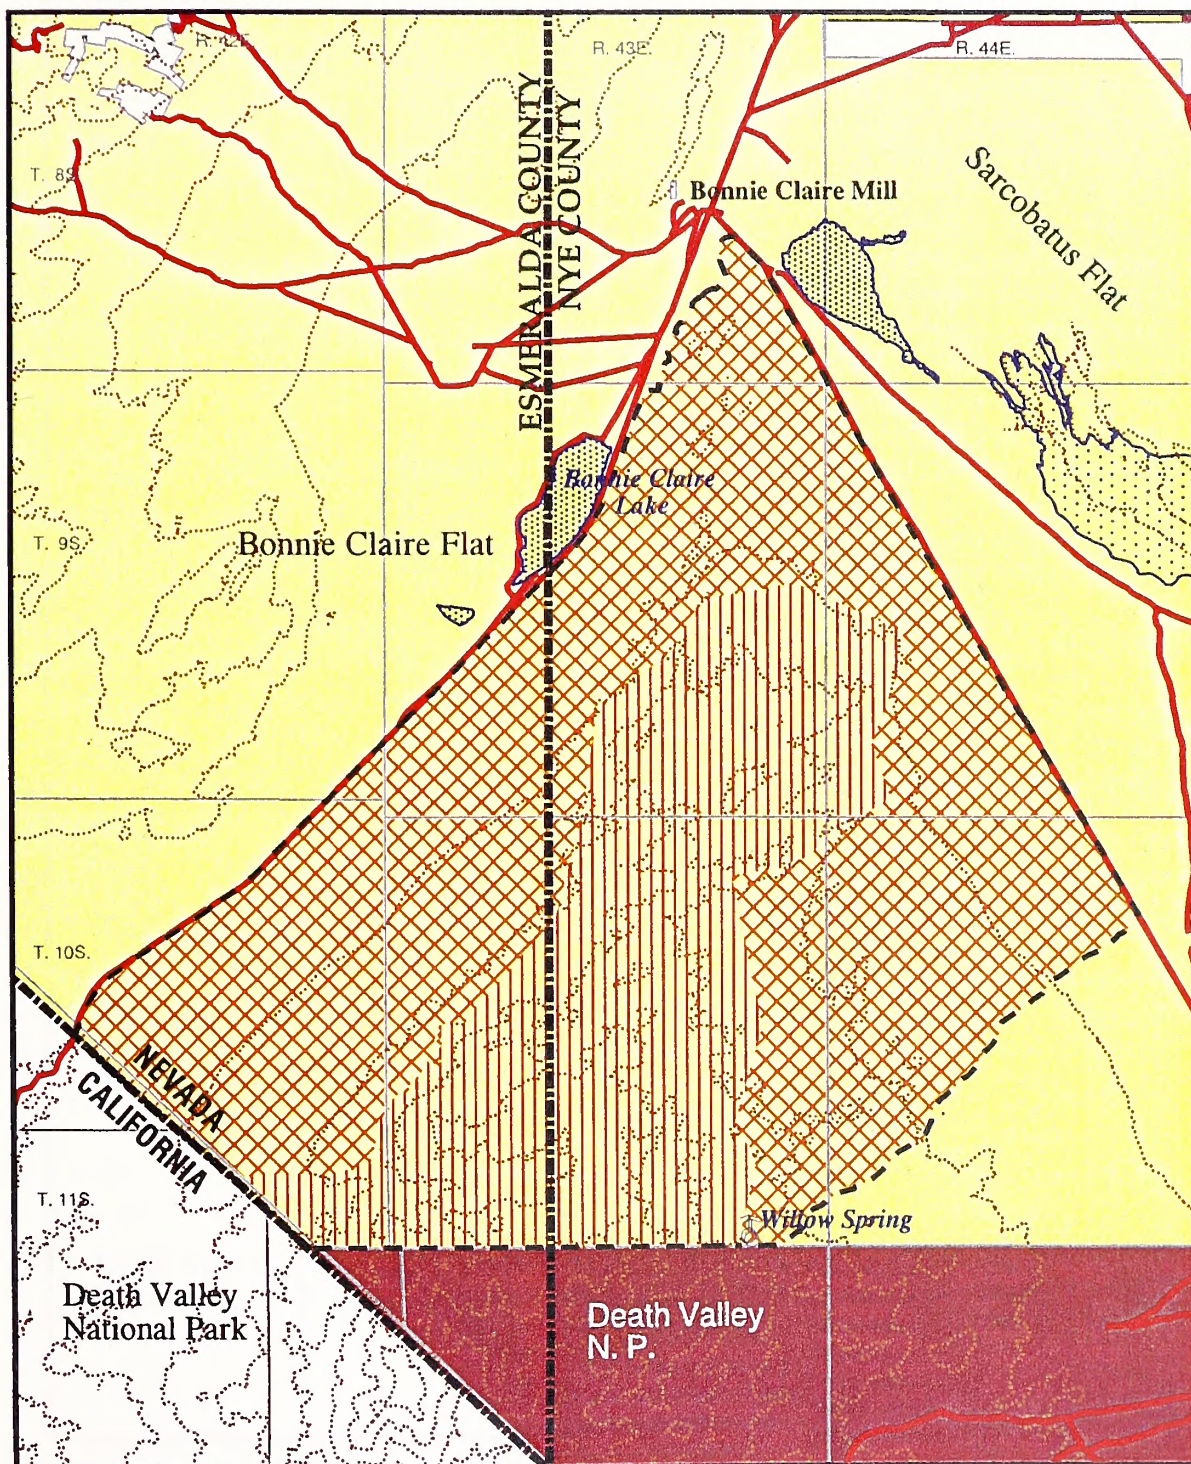 R. 42E.
R. 43E.
R. 44E.
ESMERALDA COUNTY
NYE COUNTY
T. 8S.
Bonnie Claire Mill
Sarcobatus Flat
Bonnie Claire
Lake
T. 9S.
Bonnie Claire Flat
T. 10S.
NEVADA
CALIFORNIA
T. 11S.
Willow Spring
Death Valley
National Park
Death Valley
N. P.